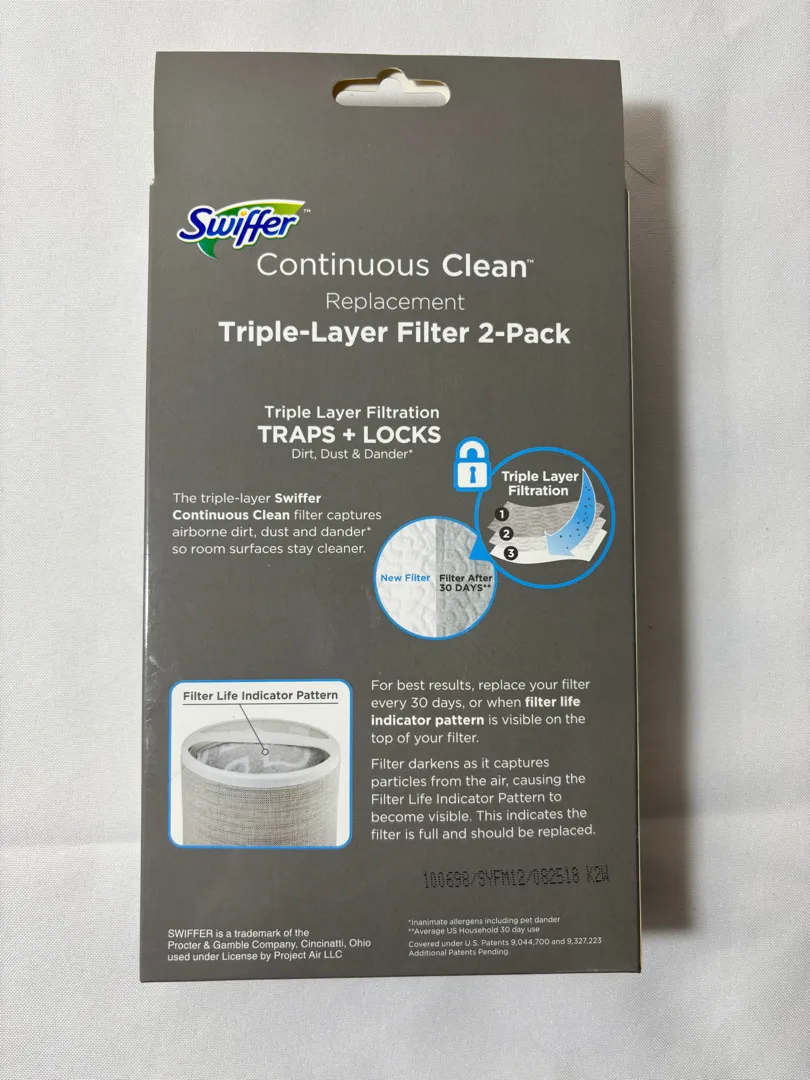 Swiffer™
Continuous Clean™
Replacement
Triple-Layer Filter 2-Pack
Triple Layer Filtration
TRAPS + LOCKS
Dirt, Dust & Dander*
The triple-layer Swiffer
Continuous Clean filter captures
airborne dirt, dust and dander*
so room surfaces stay cleaner.
Triple Layer
Filtration
1
2
3
New Filter
Filter After
30 DAYS**
Filter Life Indicator Pattern
For best results, replace your filter
every 30 days, or when filter life
indicator pattern is visible on the
top of your filter.
Filter darkens as it captures
particles from the air, causing the
Filter Life Indicator Pattern to
become visible. This indicates the
filter is full and should be replaced.
100698/SYFM12/082518 K2W
SWIFFER is a trademark of the
Procter & Gamble Company, Cincinatti, Ohio
used under License by Project Air LLC
*Inanimate allergens including pet dander
**Average US Household 30 day use
Covered under U.S. Patents 9,044,700 and 9,327,223
Additional Patents Pending.